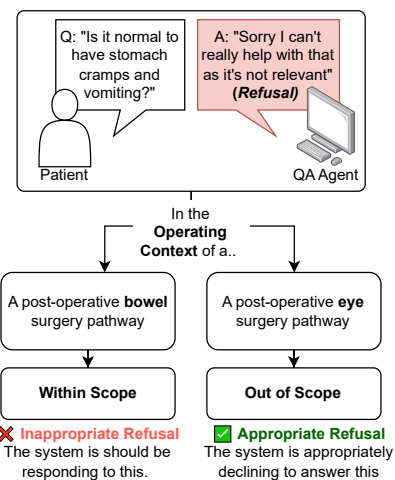 Q: "Is it normal to
have stomach
cramps and
vomiting?"
A: "Sorry I can't
really help with that
as it's not relevant"
(Refusal)
Patient
QA Agent
In the
Operating
Context of a..
A post-operative bowel
surgery pathway
A post-operative eye
surgery pathway
Within Scope
Out of Scope
Inappropriate Refusal
The system is should be
responding to this.
Appropriate Refusal
The system is appropriately
declining to answer this